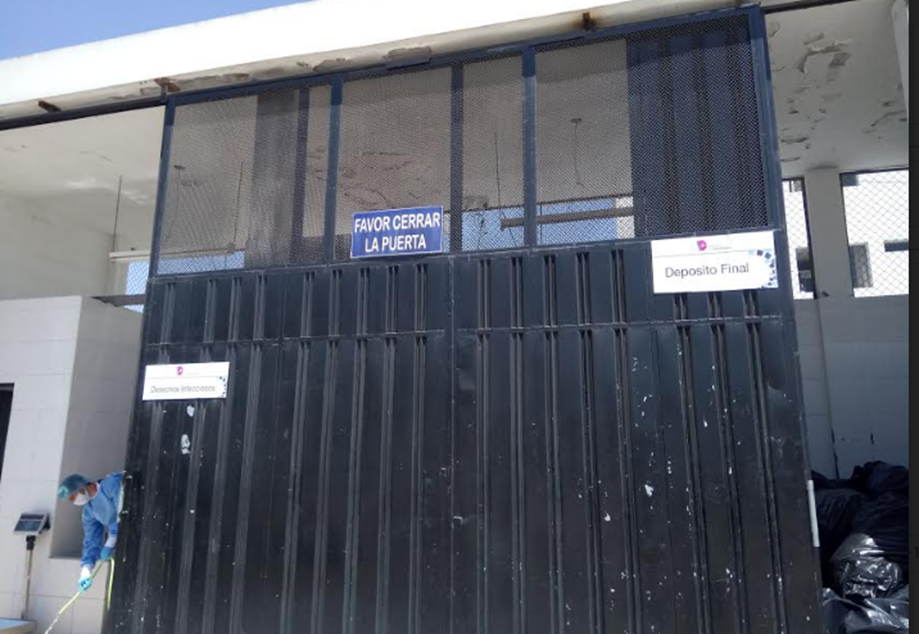 FAVOR CERRAR
LA PUERTA
Deposito Final
Desechos Infecciosos